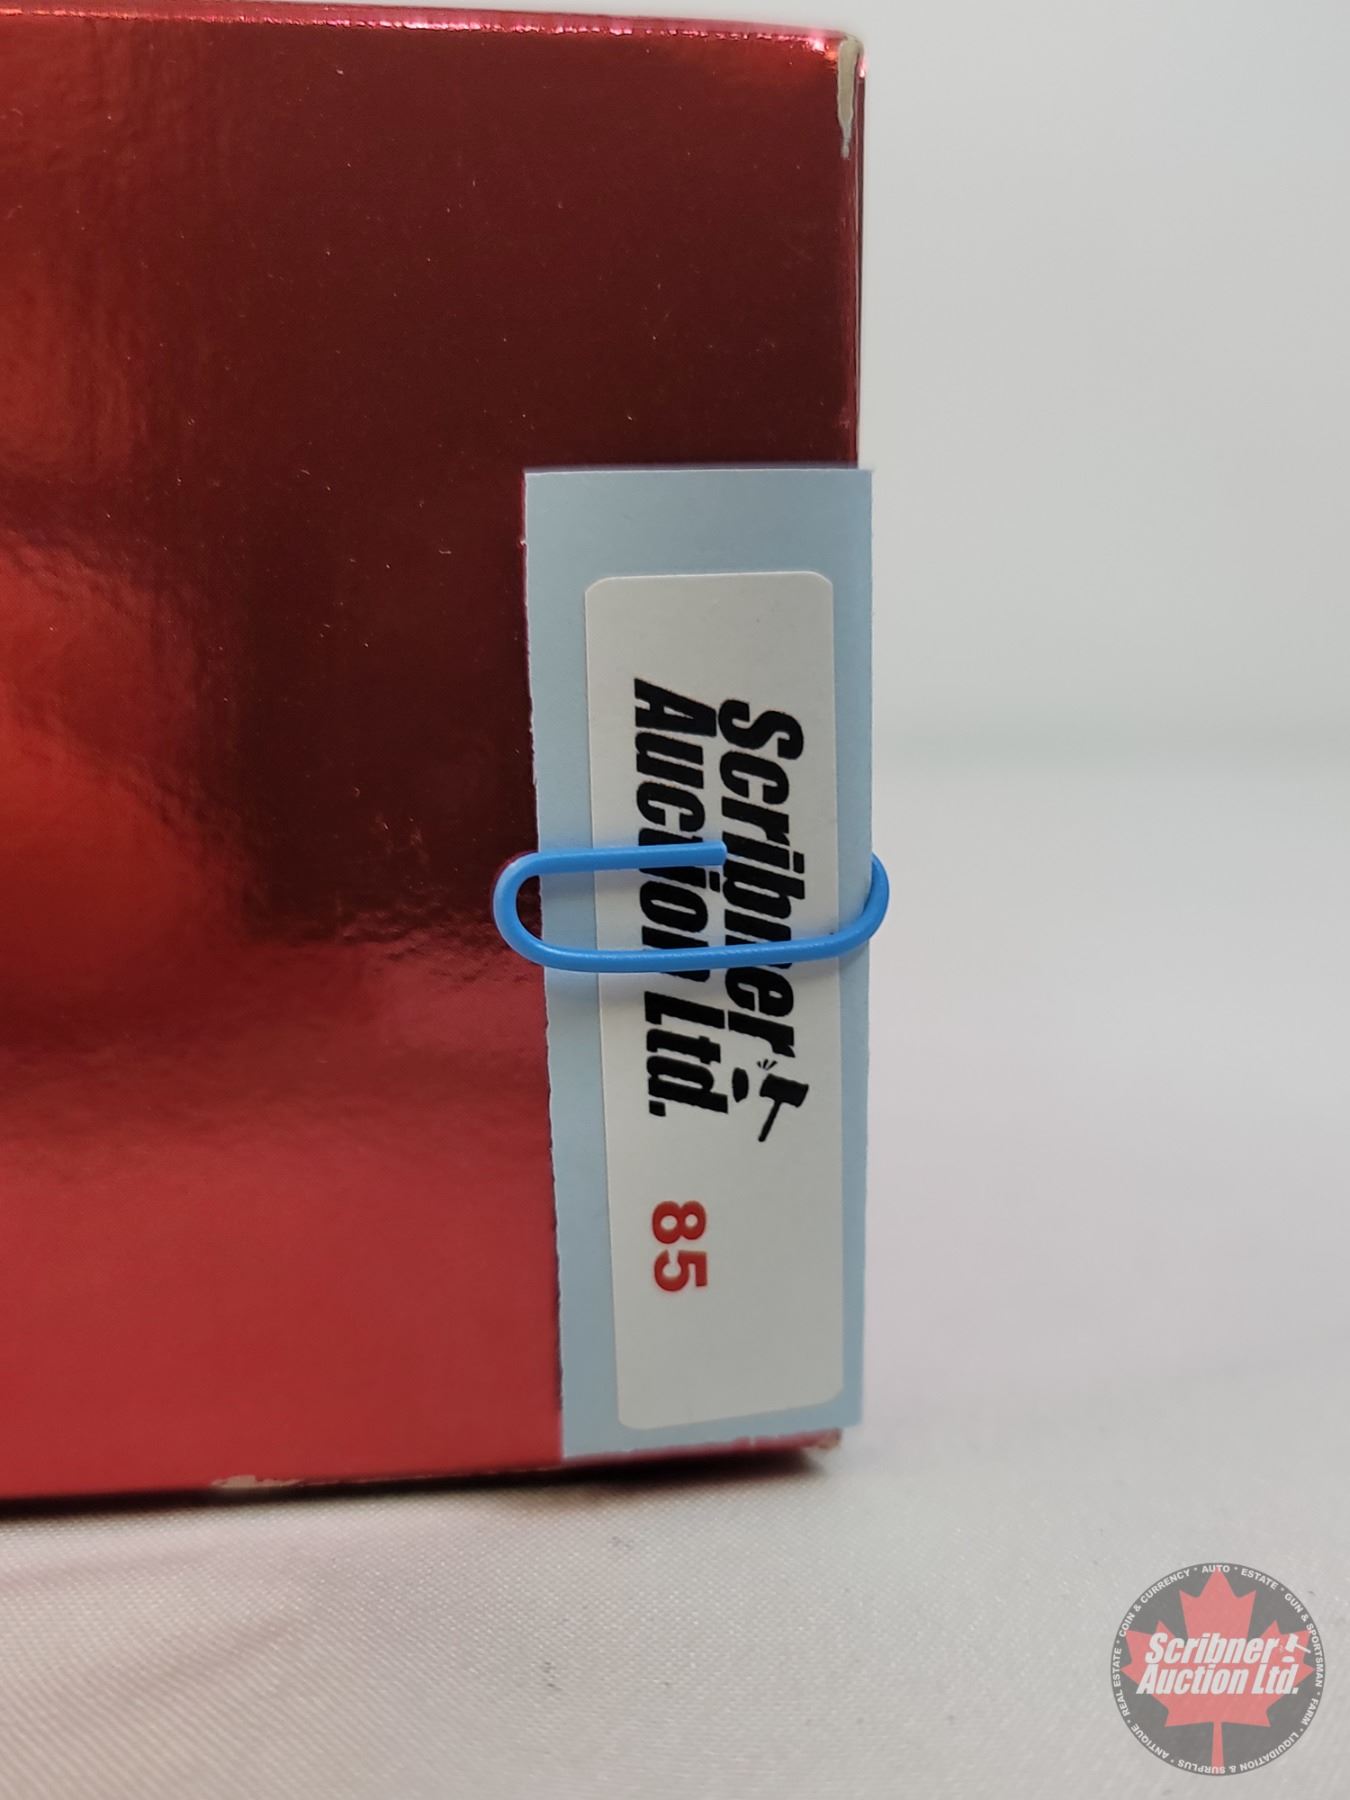 Scribner
Auction Ltd.
85
COIN & CURRENCY · AUTO · ESTATE · GUN & SPORTSMAN · FARM · LIQUIDATION & SURPLUS · ANTIQUE · REAL ESTATE ·
Scribner
Auction Ltd.